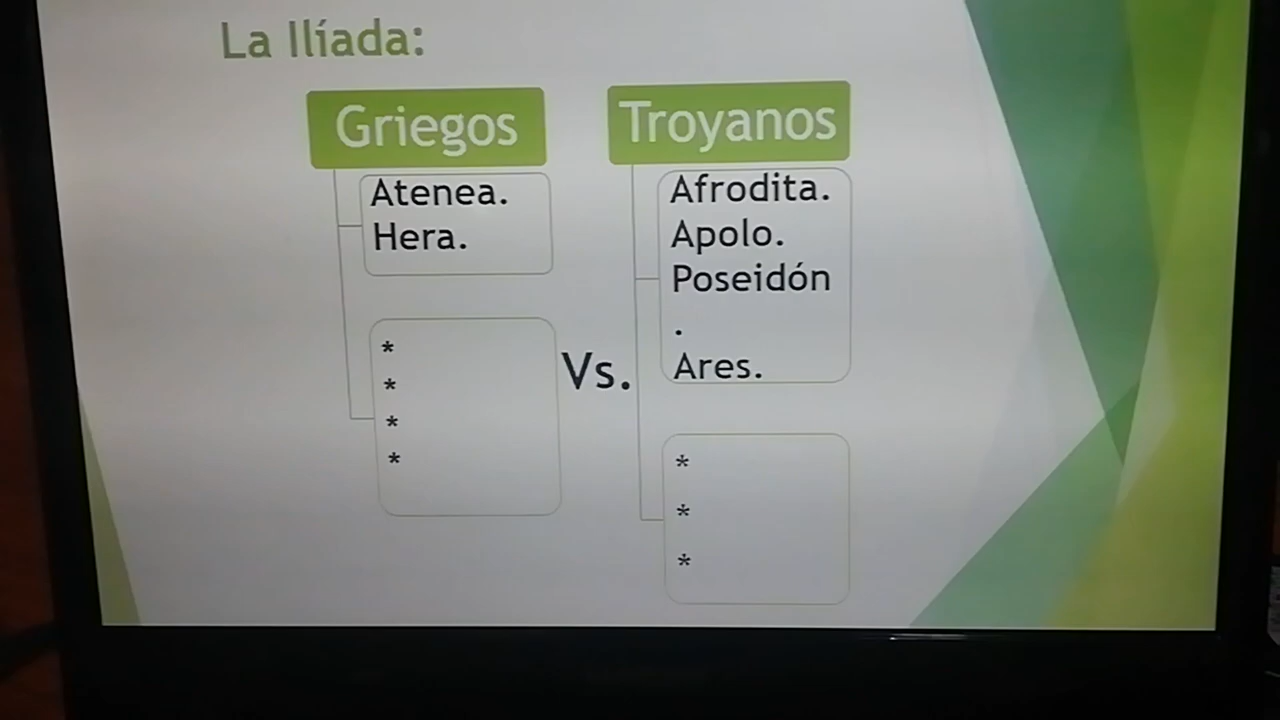 La Ilíada:
Griegos
Atenea.
Hera.
*
*
*
*
Vs.
Troyanos
Afrodita.
Apolo.
Poseidón
.
Ares.
*
*
*